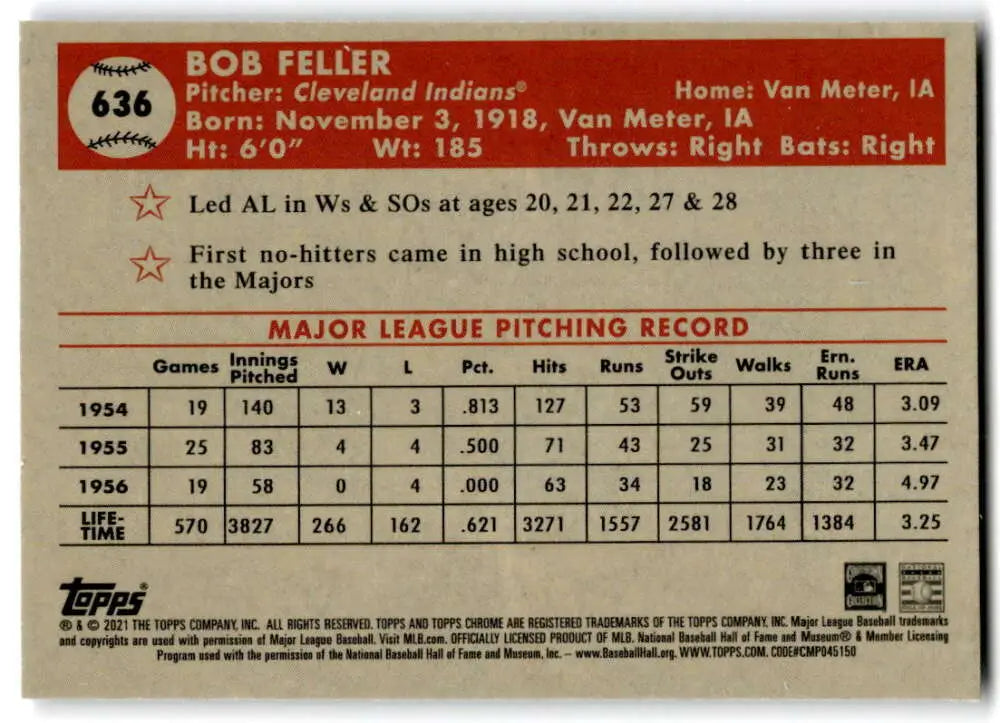 636
BOB FELLER
Pitcher: Cleveland Indians®
Home: Van Meter, IA
Born: November 3, 1918, Van Meter, IA
Ht: 6'0" Wt: 185 Throws: Right Bats: Right
Led AL in Ws & SOs at ages 20, 21, 22, 27 & 28
First no-hitters came in high school, followed by three in
the Majors
MAJOR LEAGUE PITCHING RECORD
Games Innings Pitched W L Pct. Hits Runs Strike Outs Walks Ern. Runs ERA
1954 19 140 13 3 .813 127 53 59 39 48 3.09
1955 25 83 4 4 .500 71 43 25 31 32 3.47
1956 19 58 0 4 .000 63 34 18 23 32 4.97
LIFE-TIME 570 3827 266 162 .621 3271 1557 2581 1764 1384 3.25
topps®
® & © 2021 THE TOPPS COMPANY, INC. ALL RIGHTS RESERVED. TOPPS AND TOPPS CHROME ARE REGISTERED TRADEMARKS OF THE TOPPS COMPANY, INC. Major League Baseball trademarks
and copyrights are used with permission of Major League Baseball. Visit MLB.com. OFFICIALLY LICENSED PRODUCT OF MLB. National Baseball Hall of Fame and Museum® & Member Licensing
Program used with the permission of the National Baseball Hall of Fame and Museum, Inc. – www.BaseballHall.org. WWW.TOPPS.COM. CODE#CMP045150